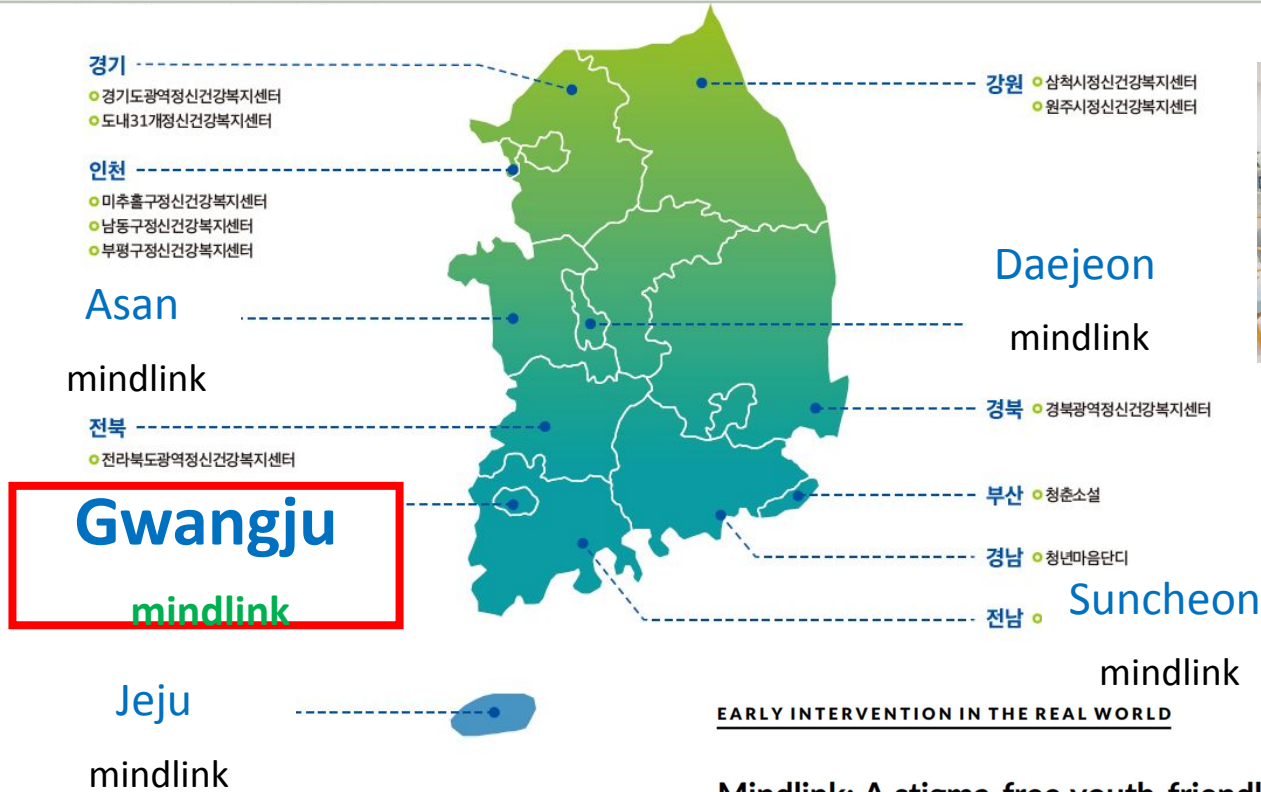 경기
경기도광역정신건강복지센터
도내31개정신건강복지센터
인천
미추홀구정신건강복지센터
남동구정신건강복지센터
부평구정신건강복지센터
Asan
mindlink
전북
전라북도광역정신건강복지센터
Gwangju
mindlink
Jeju
mindlink
강원 삼척시정신건강복지센터
원주시정신건강복지센터
Daejeon
mindlink
경북 경북광역정신건강복지센터
부산 청춘소설
경남 청년마음단디
전남 Suncheon
mindlink
EARLY INTERVENTION IN THE REAL WORLD
Mindlink: A stigma-free youth-friendl